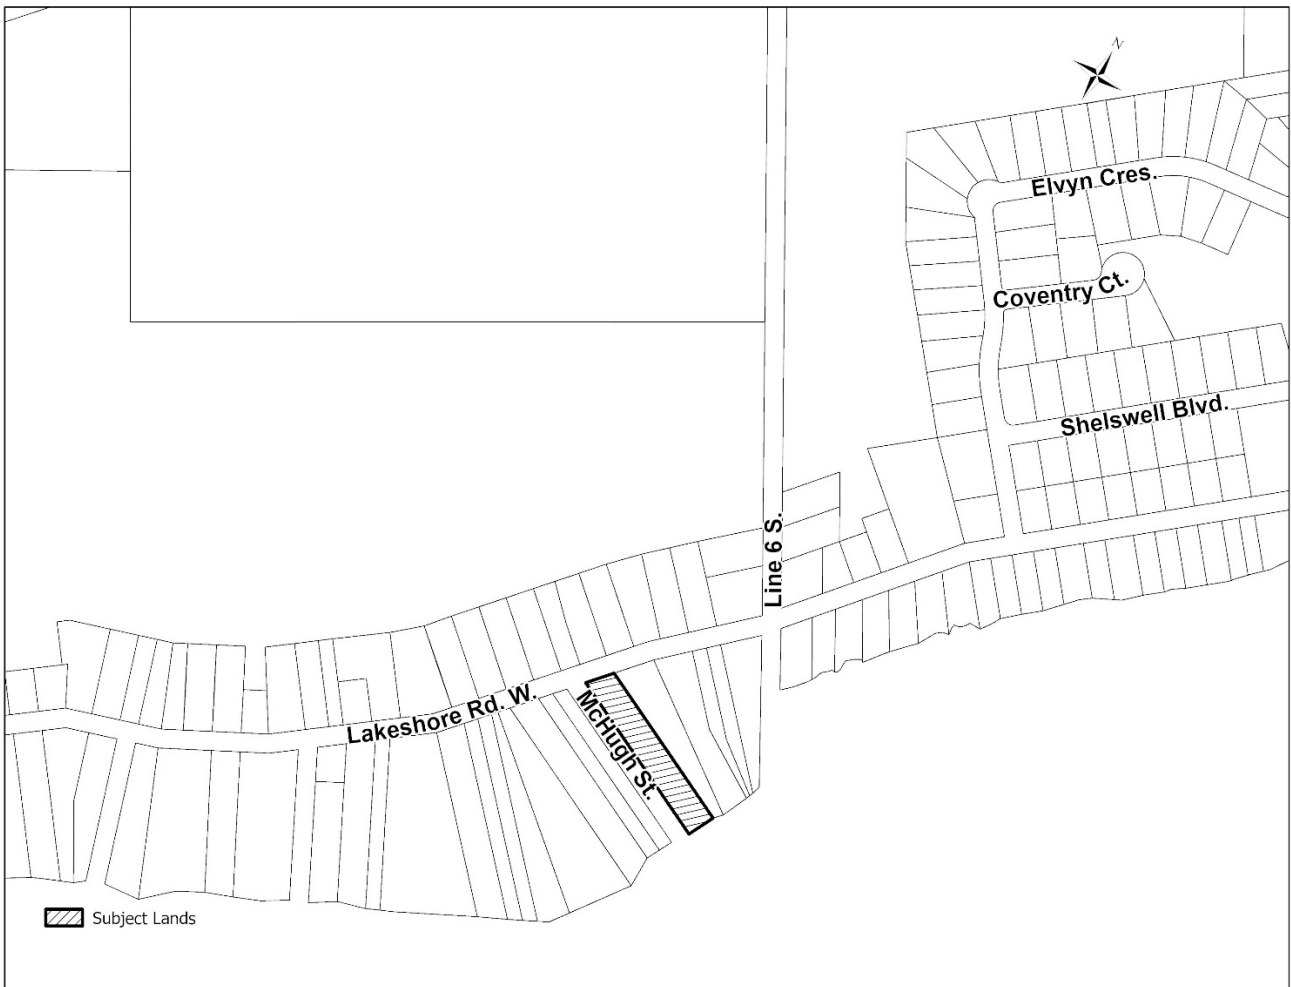 N
Elvyn Cres.
Coventry Ct.
Shelswell Blvd.
Line 6 S.
Lakeshore Rd. W.
McHugh St.
Subject Lands